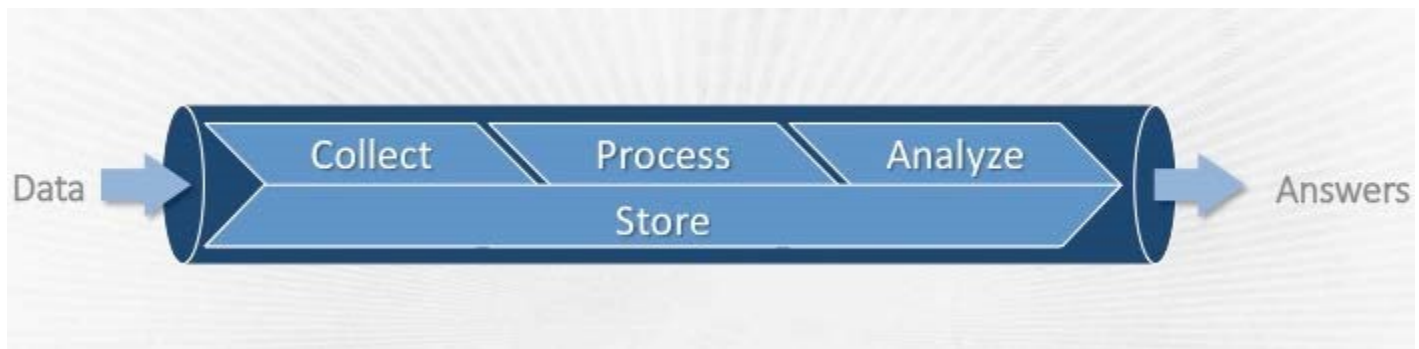 Data
Collect
Process
Analyze
Store
Answers